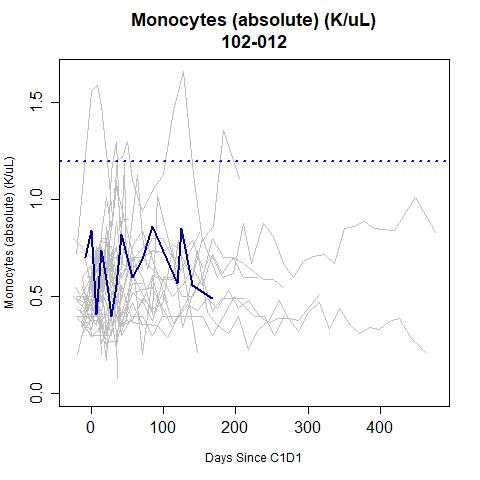 Monocytes (absolute) (K/uL)
102-012
Monocytes (absolute) (K/uL)
1.5
1.0
0.5
0.0
0 100 200 300 400
Days Since C1D1